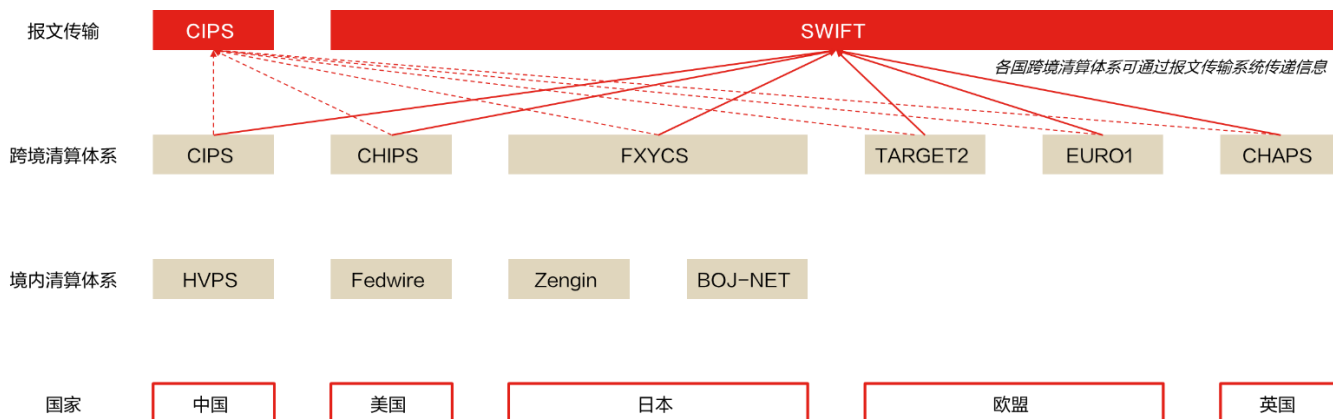 报文传输 CIPS SWIFT
各国跨境清算体系可通过报文传输系统传递信息
跨境清算体系 CIPS CHIPS FXYCS TARGET2 EURO1 CHAPS
境内清算体系 HVPS Fedwire Zengin BOJ-NET
国家 中国 美国 日本 欧盟 英国